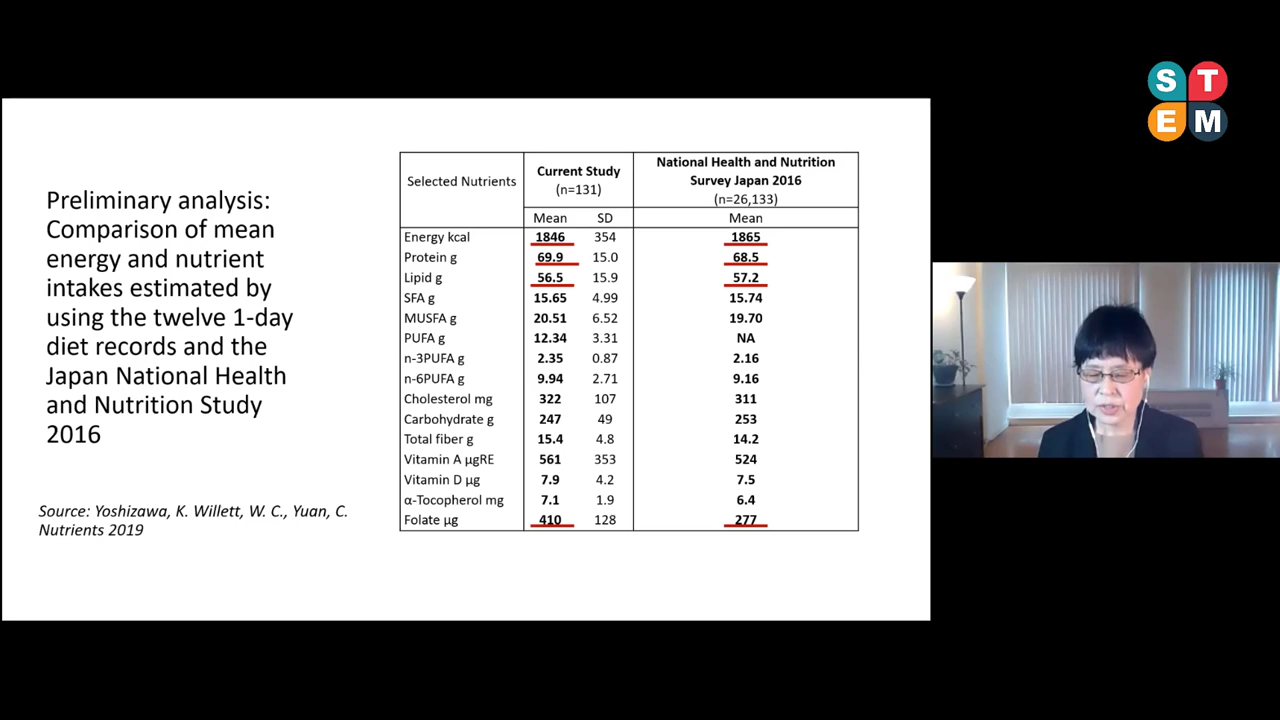 S T
E M
Preliminary analysis:
Comparison of mean
energy and nutrient
intakes estimated by
using the twelve 1-day
diet records and the
Japan National Health
and Nutrition Study
2016
Source: Yoshizawa, K. Willett, W. C., Yuan, C.
Nutrients 2019
Selected Nutrients
Current Study
(n=131)
National Health and Nutrition
Survey Japan 2016
(n=26,133)
Mean SD Mean
Energy kcal 1846 354 1865
Protein g 69.9 15.0 68.5
Lipid g 56.5 15.9 57.2
SFA g 15.65 4.99 15.74
MUSFA g 20.51 6.52 19.70
PUFA g 12.34 3.31 NA
n-3PUFA g 2.35 0.87 2.16
n-6PUFA g 9.94 2.71 9.16
Cholesterol mg 322 107 311
Carbohydrate g 247 49 253
Total fiber g 15.4 4.8 14.2
Vitamin A µgRE 561 353 524
Vitamin D µg 7.9 4.2 7.5
α-Tocopherol mg 7.1 1.9 6.4
Folate µg 410 128 277